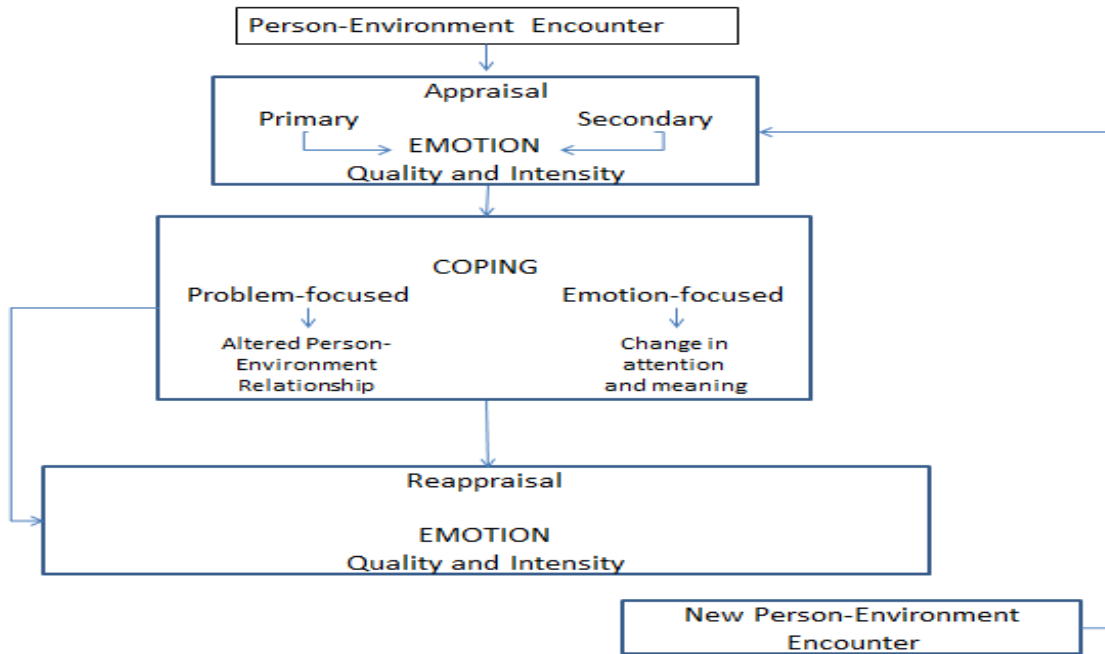 Person-Environment Encounter
Appraisal
Primary Secondary
EMOTION
Quality and Intensity
COPING
Problem-focused Emotion-focused
Altered Person-
Environment
Relationship
Change in
attention
and meaning
Reappraisal
EMOTION
Quality and Intensity
New Person-Environment
Encounter